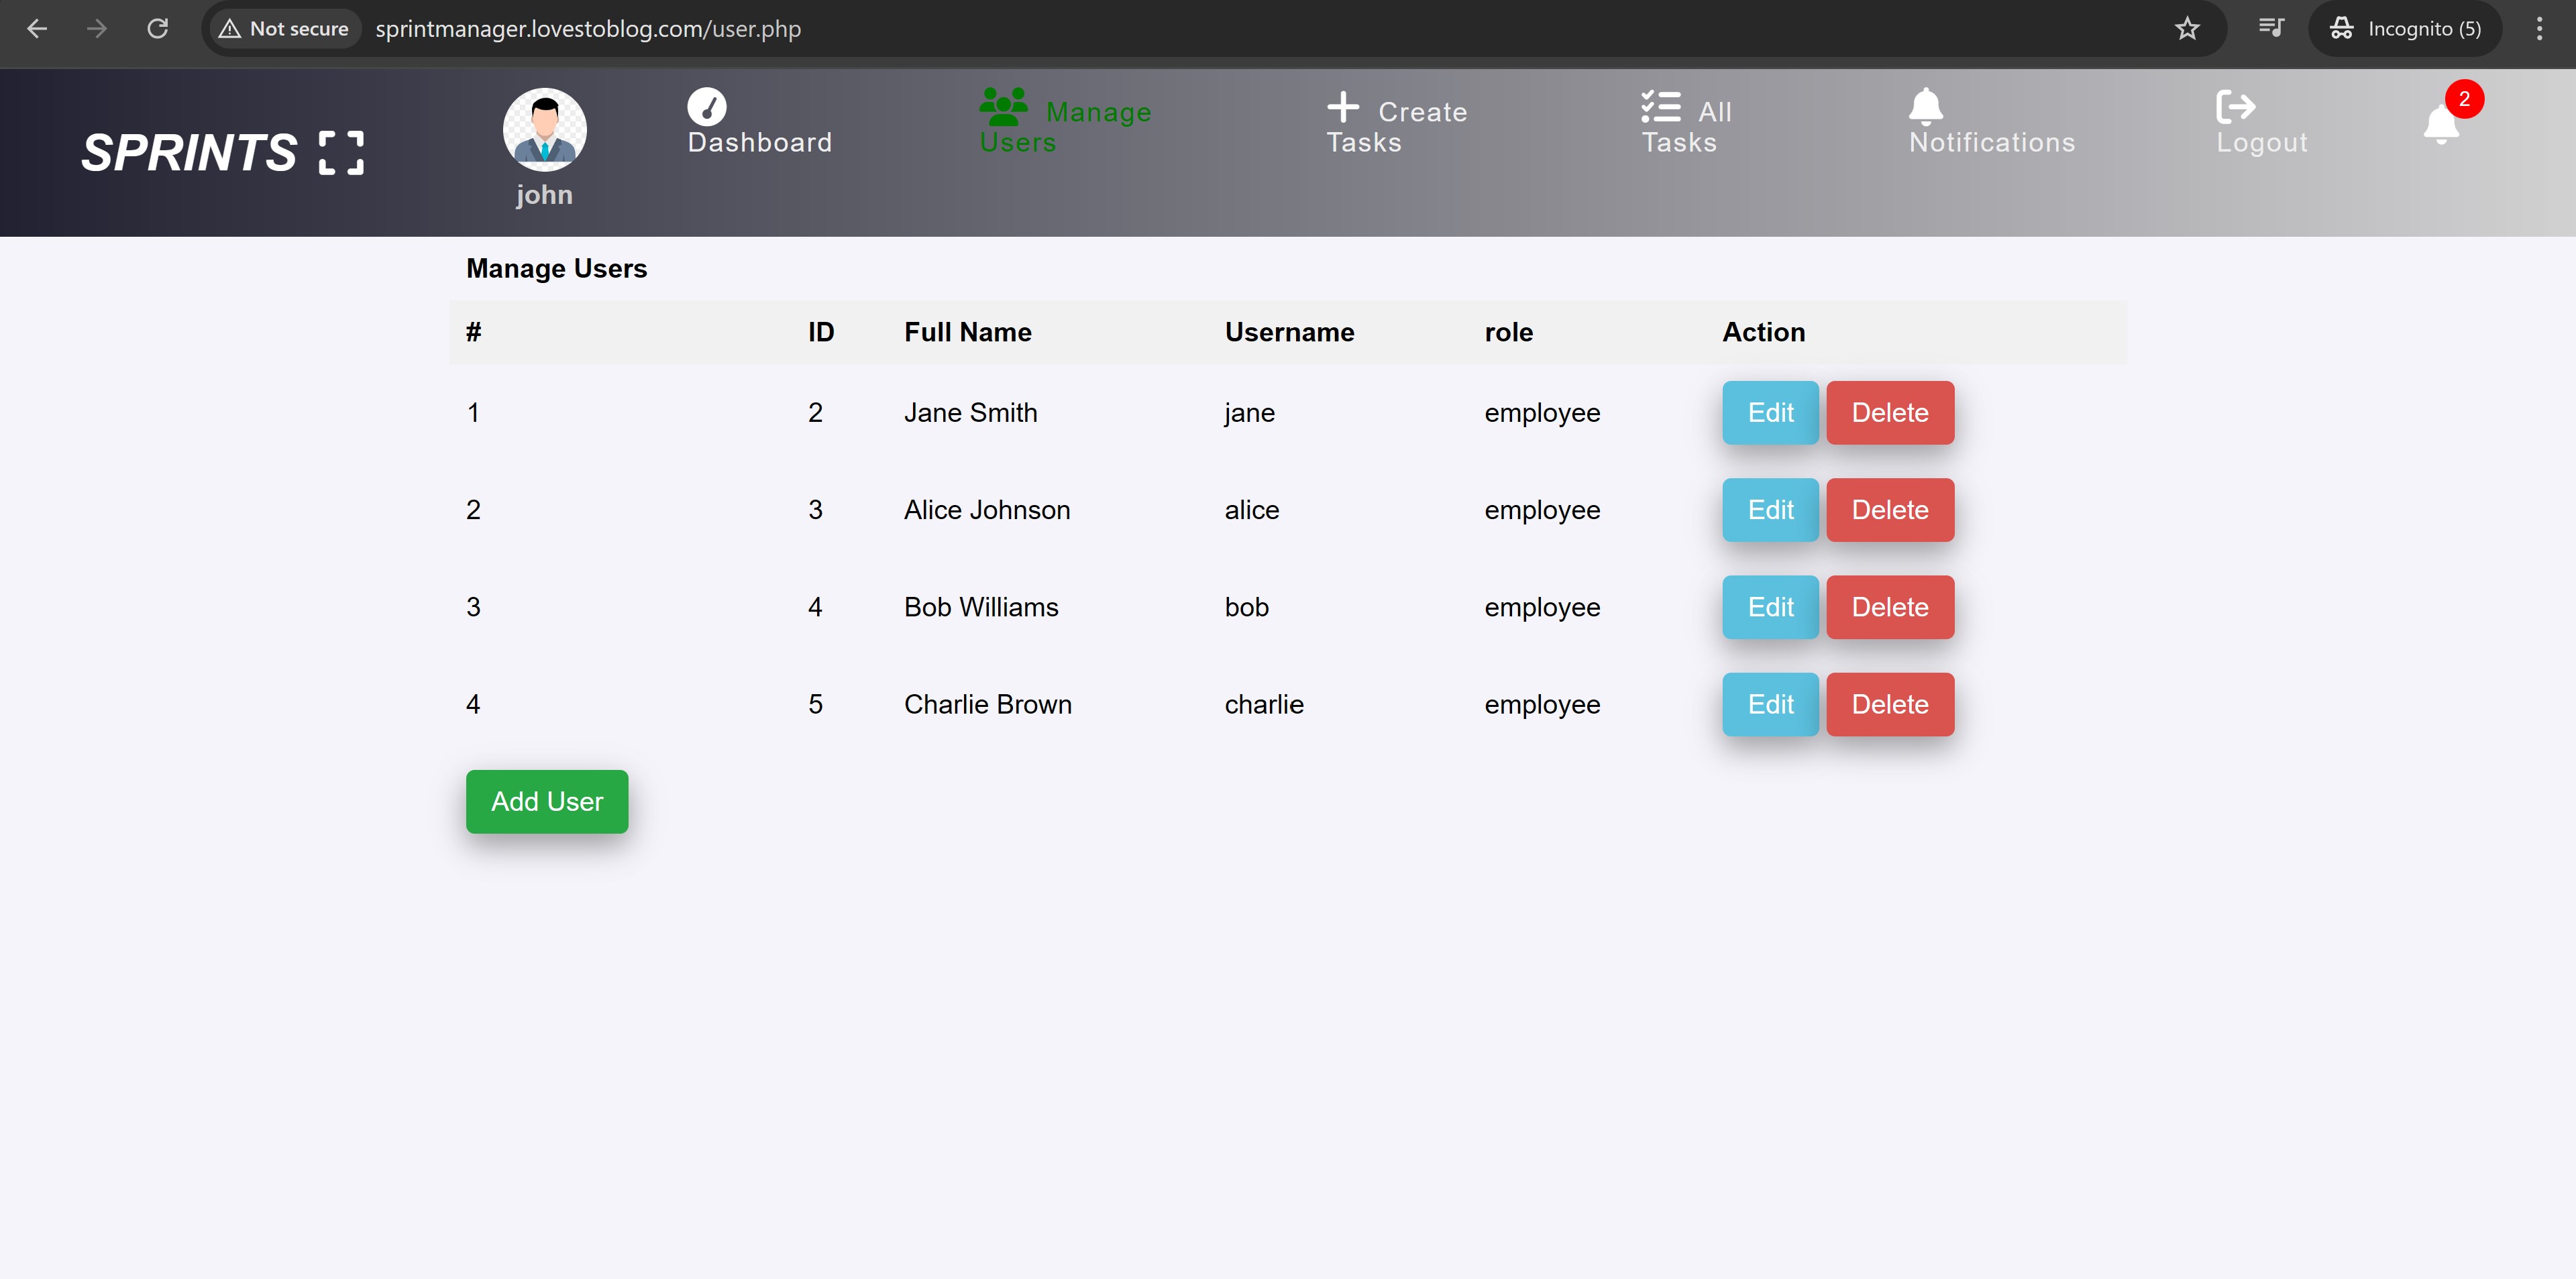 Not secure sprintmanager.lovestoblog.com/user.php Incognito (5)
SPRINTS
john
Dashboard
Manage
Users
Create
Tasks
All
Tasks
Notifications
Logout
2
Manage Users
# ID Full Name Username role Action
1 2 Jane Smith jane employee Edit Delete
2 3 Alice Johnson alice employee Edit Delete
3 4 Bob Williams bob employee Edit Delete
4 5 Charlie Brown charlie employee Edit Delete
Add User